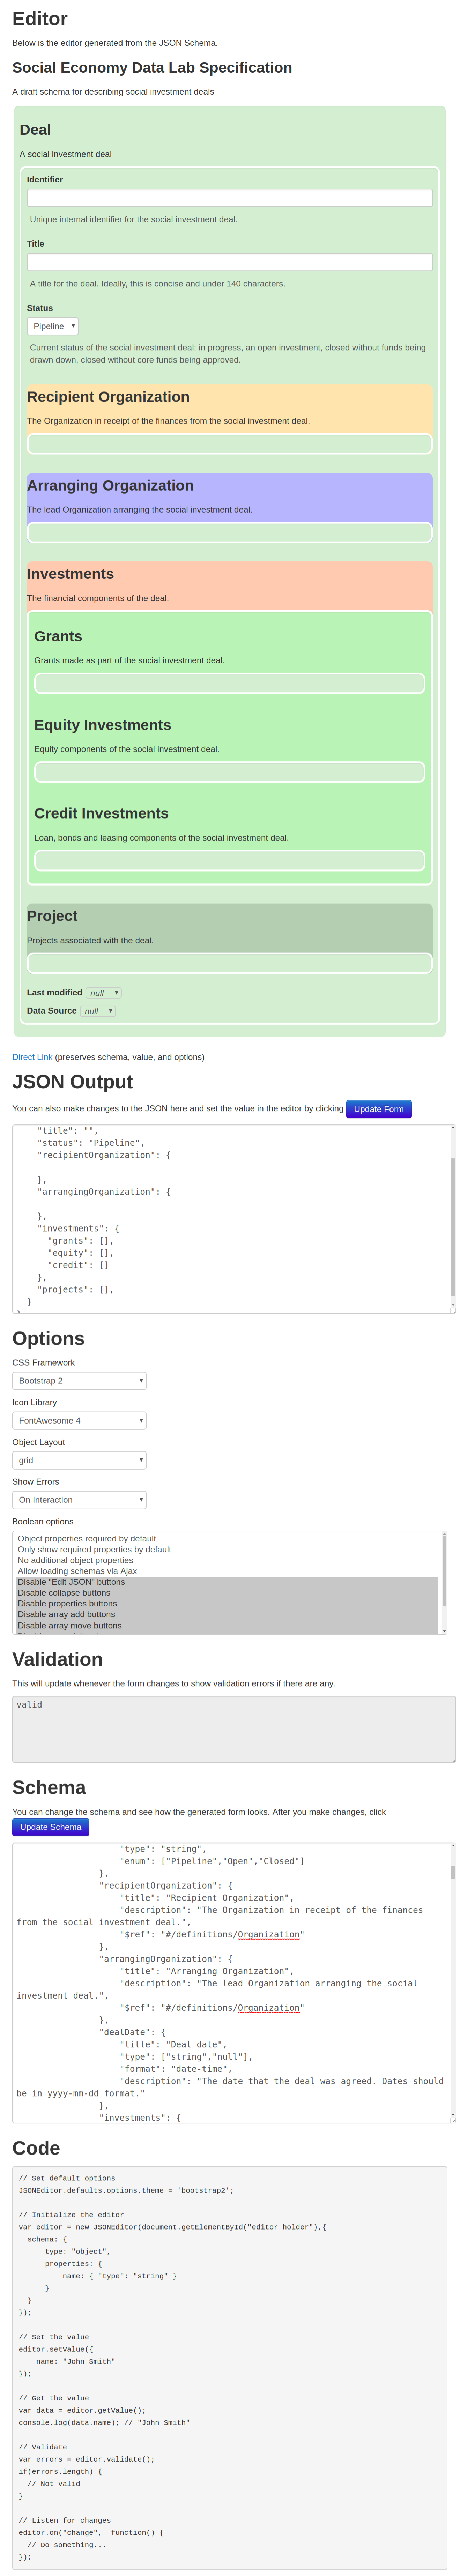 Editor
Below is the editor generated from the JSON Schema.
Social Economy Data Lab Specification
A draft schema for describing social investment deals
Deal
A social investment deal
Identifier
Unique internal identifier for the social investment deal.
Title
A title for the deal. Ideally, this is concise and under 140 characters.
Status
Pipeline
Current status of the social investment deal: in progress, an open investment, closed without funds being
drawn down, closed without core funds being approved.
Recipient Organization
The Organization in receipt of the finances from the social investment deal.
Arranging Organization
The lead Organization arranging the social investment deal.
Investments
The financial components of the deal.
Grants
Grants made as part of the social investment deal.
Equity Investments
Equity components of the social investment deal.
Credit Investments
Loan, bonds and leasing components of the social investment deal.
Project
Projects associated with the deal.
Last modified null
Data Source null
Direct Link (preserves schema, value, and options)
JSON Output
You can also make changes to the JSON here and set the value in the editor by clicking Update Form
"title": "",
"status": "Pipeline",
"recipientOrganization": {
},
"arrangingOrganization": {
},
"investments": {
"grants": [],
"equity": [],
"credit": []
},
"projects": [],
}
Options
CSS Framework
Bootstrap 2
Icon Library
FontAwesome 4
Object Layout
grid
Show Errors
On Interaction
Boolean options
Object properties required by default
Only show required properties by default
No additional object properties
Allow loading schemas via Ajax
Disable "Edit JSON" buttons
Disable collapse buttons
Disable properties buttons
Disable array add buttons
Disable array move buttons
Validation
This will update whenever the form changes to show validation errors if there are any.
valid
Schema
You can change the schema and see how the generated form looks. After you make changes, click
Update Schema
"type": "string",
"enum": ["Pipeline","Open","Closed"]
},
"recipientOrganization": {
"title": "Recipient Organization",
"description": "The Organization in receipt of the finances
from the social investment deal.",
"$ref": "#/definitions/Organization"
},
"arrangingOrganization": {
"title": "Arranging Organization",
"description": "The lead Organization arranging the social
investment deal.",
"$ref": "#/definitions/Organization"
},
"dealDate": {
"title": "Deal date",
"type": ["string","null"],
"format": "date-time",
"description": "The date that the deal was agreed. Dates should
be in yyyy-mm-dd format."
},
"investments": {
Code
// Set default options
JSONEditor.defaults.options.theme = 'bootstrap2';
// Initialize the editor
var editor = new JSONEditor(document.getElementById("editor_holder"),{
schema: {
type: "object",
properties: {
name: { "type": "string" }
}
}
});
// Set the value
editor.setValue({
name: "John Smith"
});
// Get the value
var data = editor.getValue();
console.log(data.name); // "John Smith"
// Validate
var errors = editor.validate();
if(errors.length) {
// Not valid
}
// Listen for changes
editor.on("change",  function() {
// Do something...
});